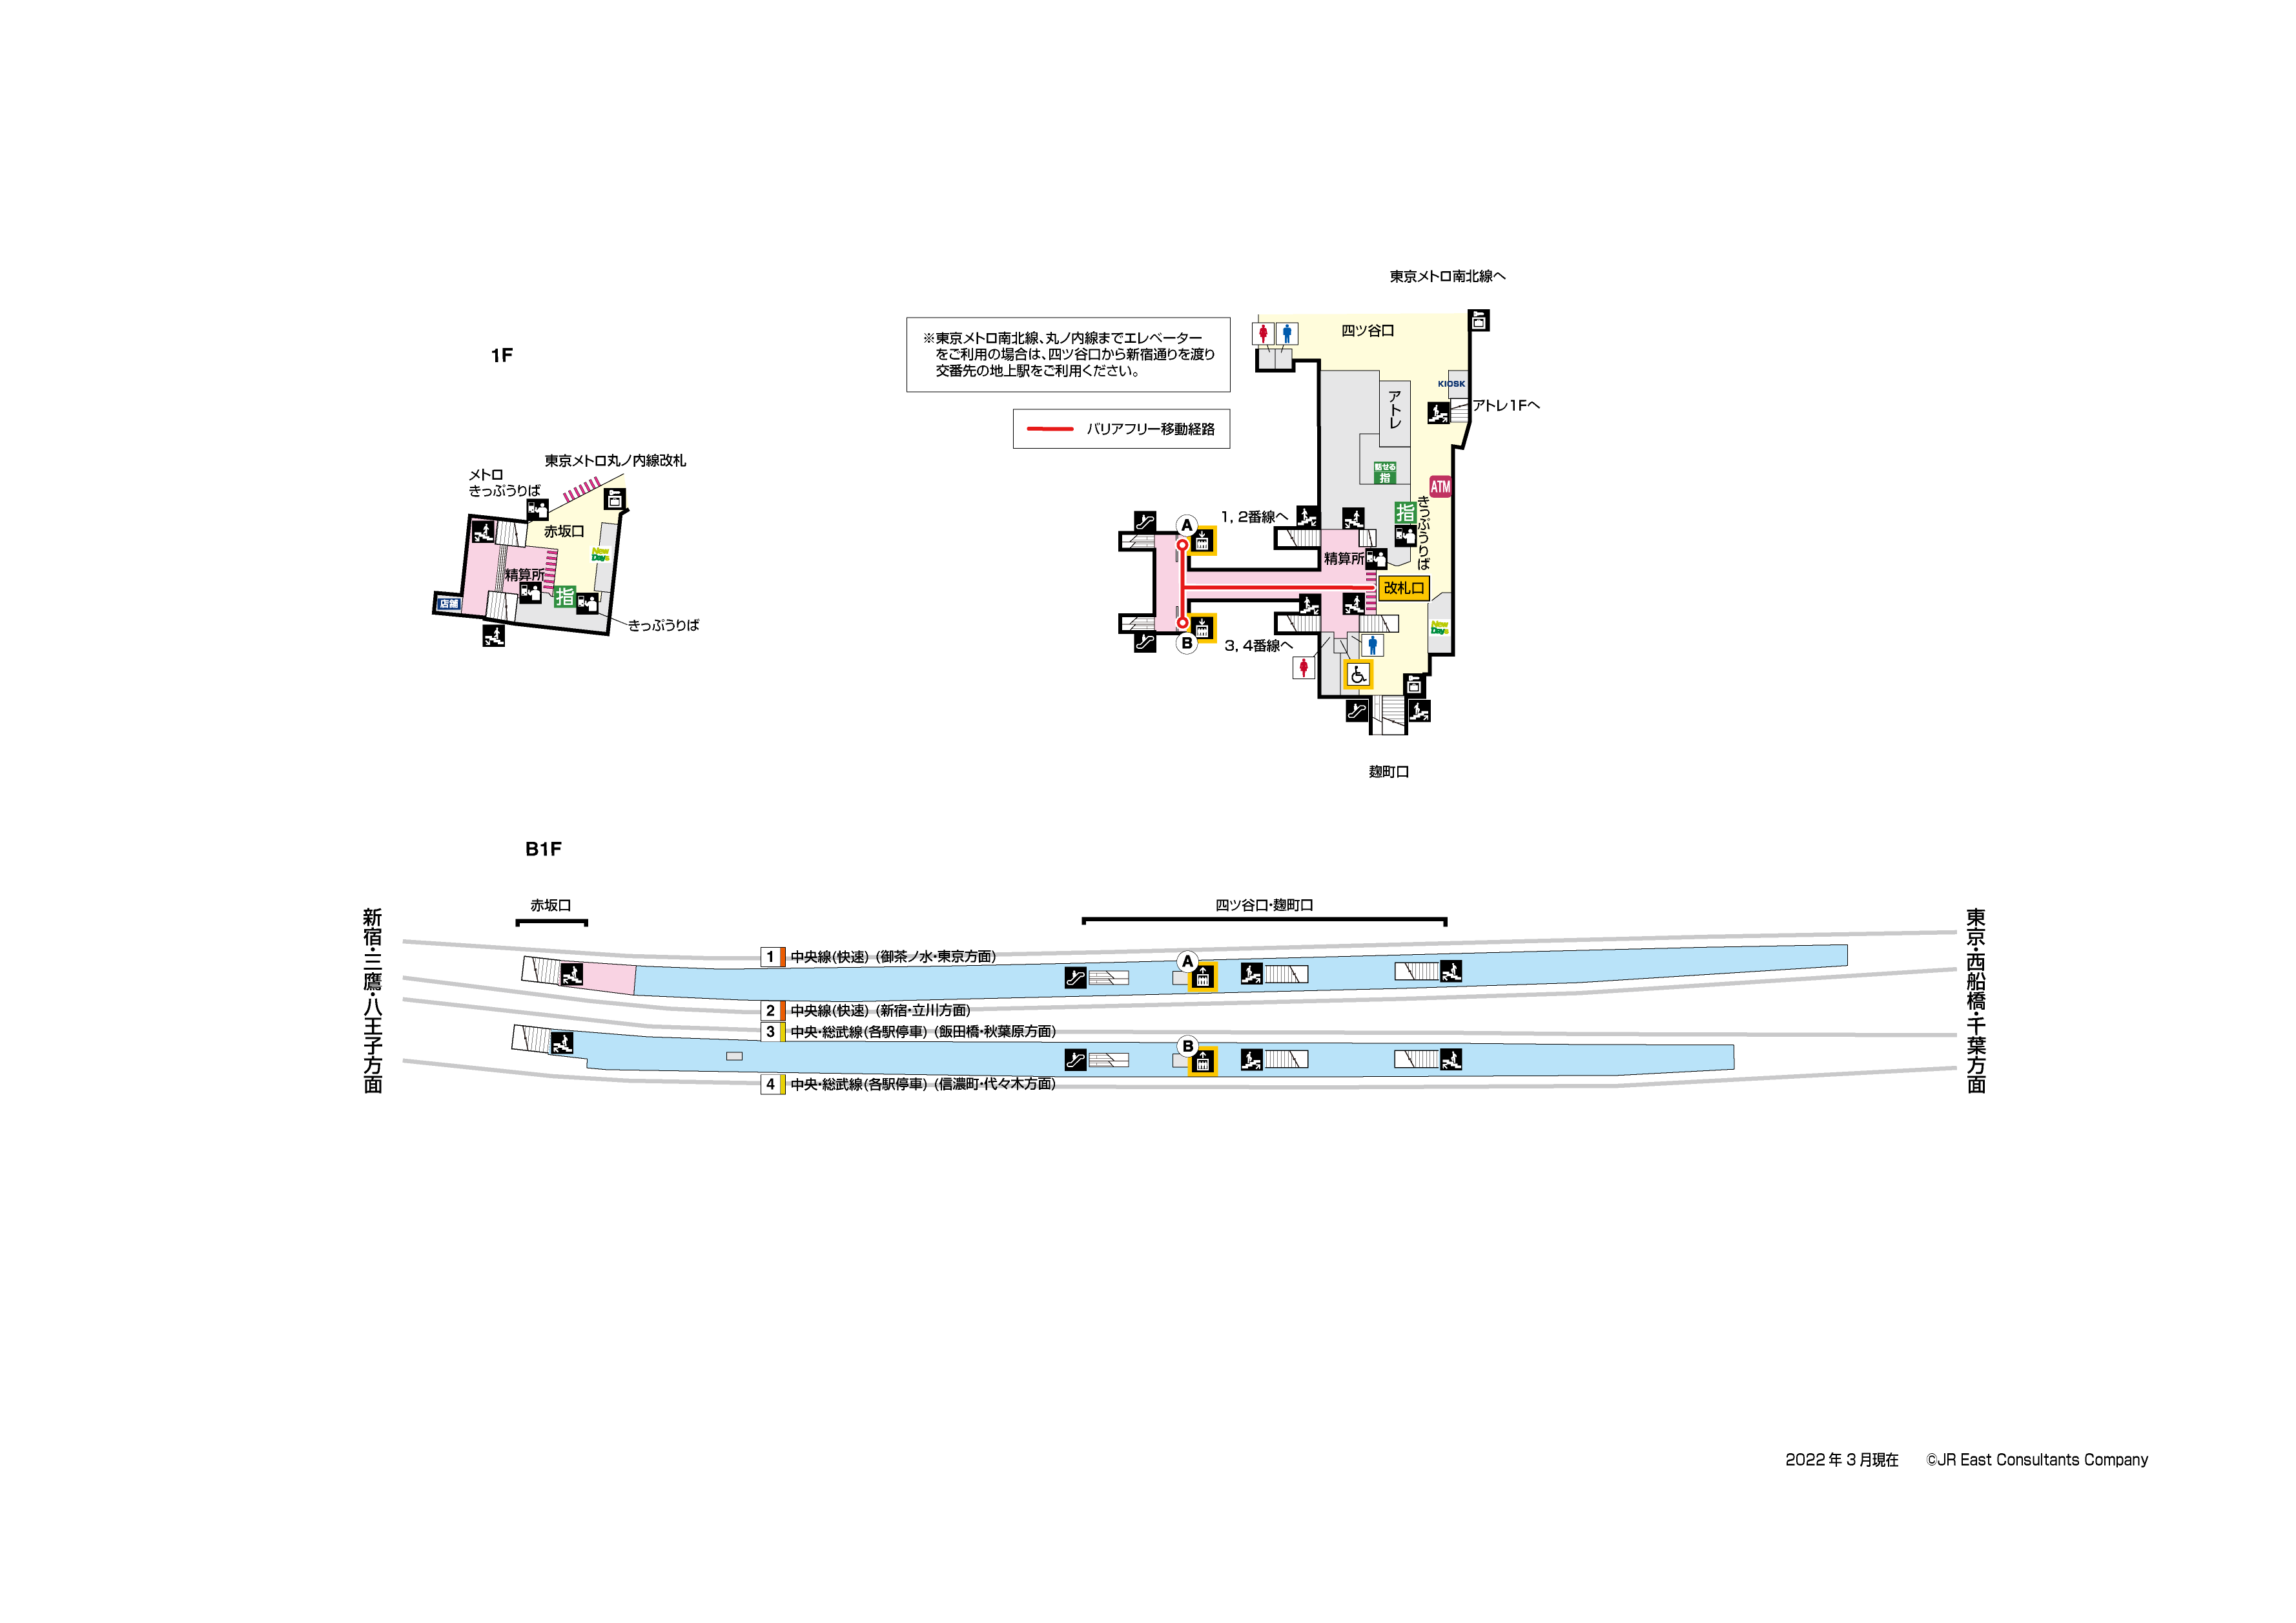 1F
東京メトロ丸ノ内線改札
メトロ
きっぷうりば
赤坂口
New
Days
精算所
指
店舗
きっぷうりば
※東京メトロ南北線、丸ノ内線までエレベーター
をご利用の場合は、四ツ谷口から新宿通りを渡り
交番先の地上駅をご利用ください。
バリアフリー移動経路
東京メトロ南北線へ
四ツ谷口
KIOSK
アトレ
アトレ1Fへ
話せる
指
ATM
指
きっぷうりば
1, 2番線へ
A
精算所
改札口
B
3, 4番線へ
New
Days
麹町口
B1F
赤坂口
四ツ谷口・麹町口
新宿・三鷹・八王子方面
東京・西船橋・千葉方面
1 中央線(快速) (御茶ノ水・東京方面)
A
2 中央線(快速) (新宿・立川方面)
3 中央・総武線(各駅停車) (飯田橋・秋葉原方面)
B
4 中央・総武線(各駅停車) (信濃町・代々木方面)
2022年3月現在 ©JR East Consultants Company